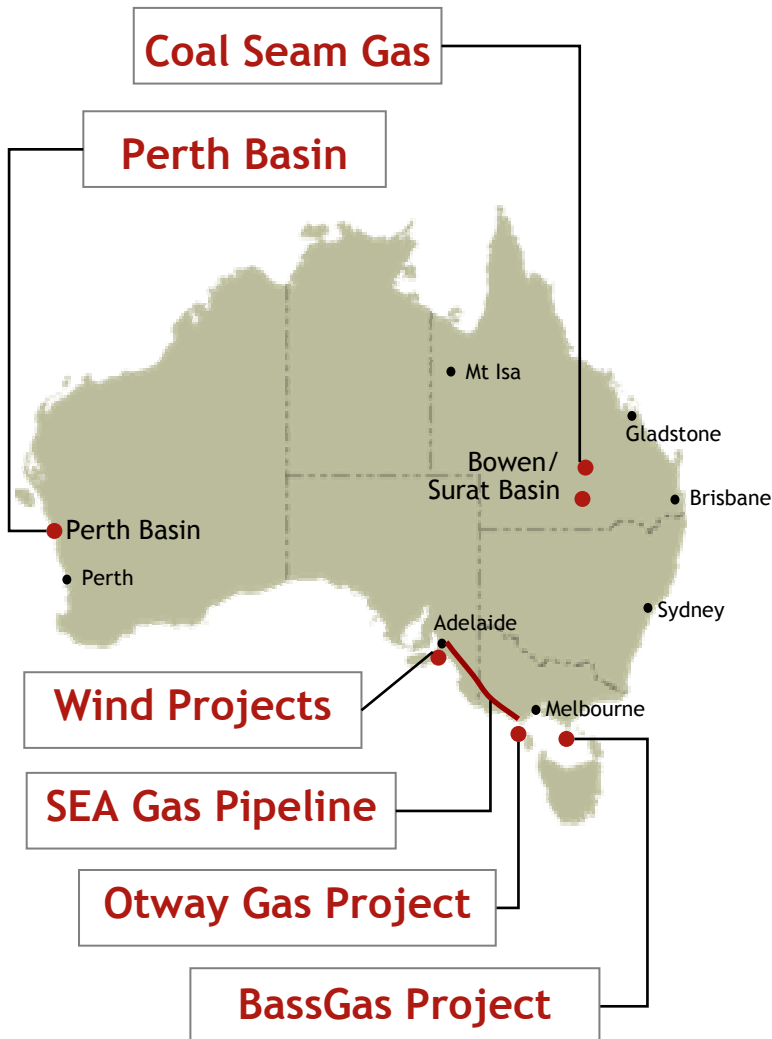 Coal Seam Gas
Perth Basin
Mt Isa
Gladstone
Bowen/
Surat Basin
Brisbane
Perth Basin
Perth
Sydney
Adelaide
Wind Projects
Melbourne
SEA Gas Pipeline
Otway Gas Project
BassGas Project